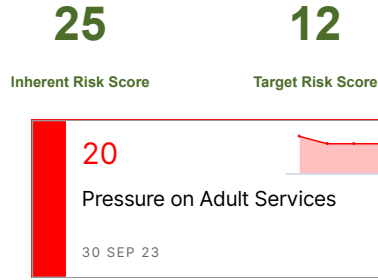 25 12
Inherent Risk Score Target Risk Score
20
Pressure on Adult Services
30 SEP 23